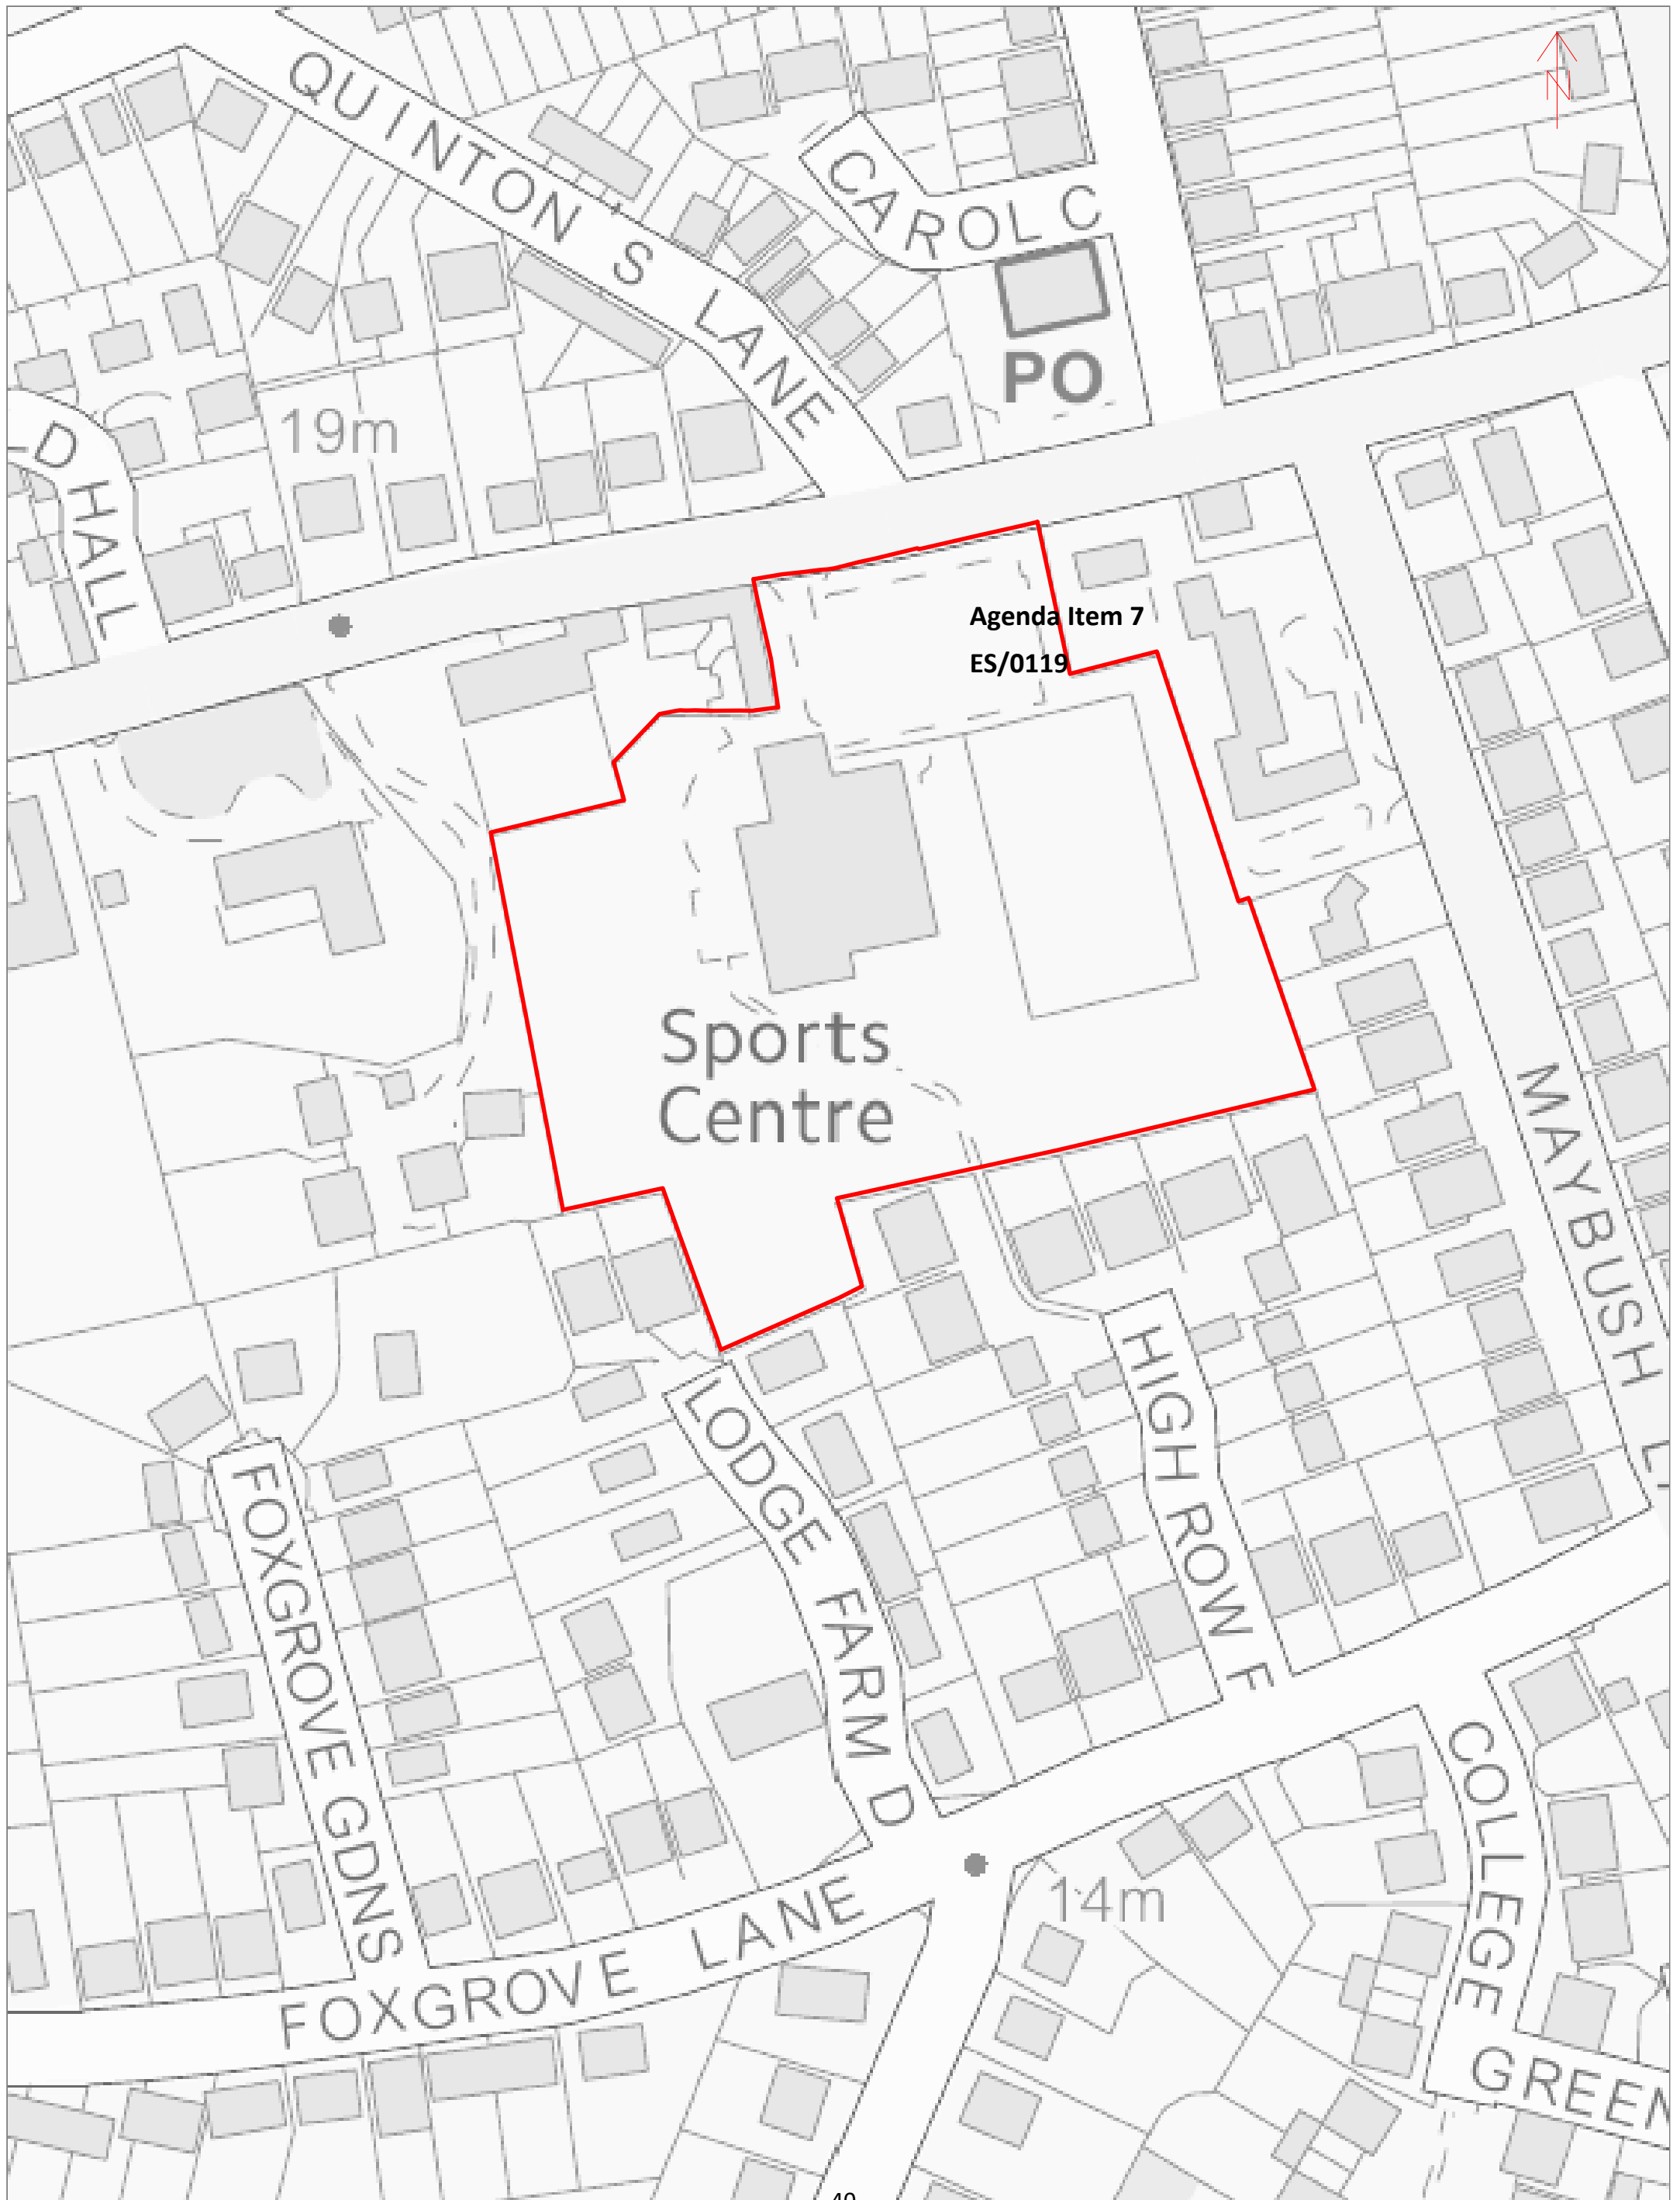 QUINTON'S LANE
CAROL C
N
PO
19m
D HALL
Agenda Item 7
ES/0119
Sports
Centre
MAYBUSH L
HIGH ROW F
LODGE FARM D
FOXGROVE GDNS
FOXGROVE LANE
14m
COLLEGE
GREEN
40